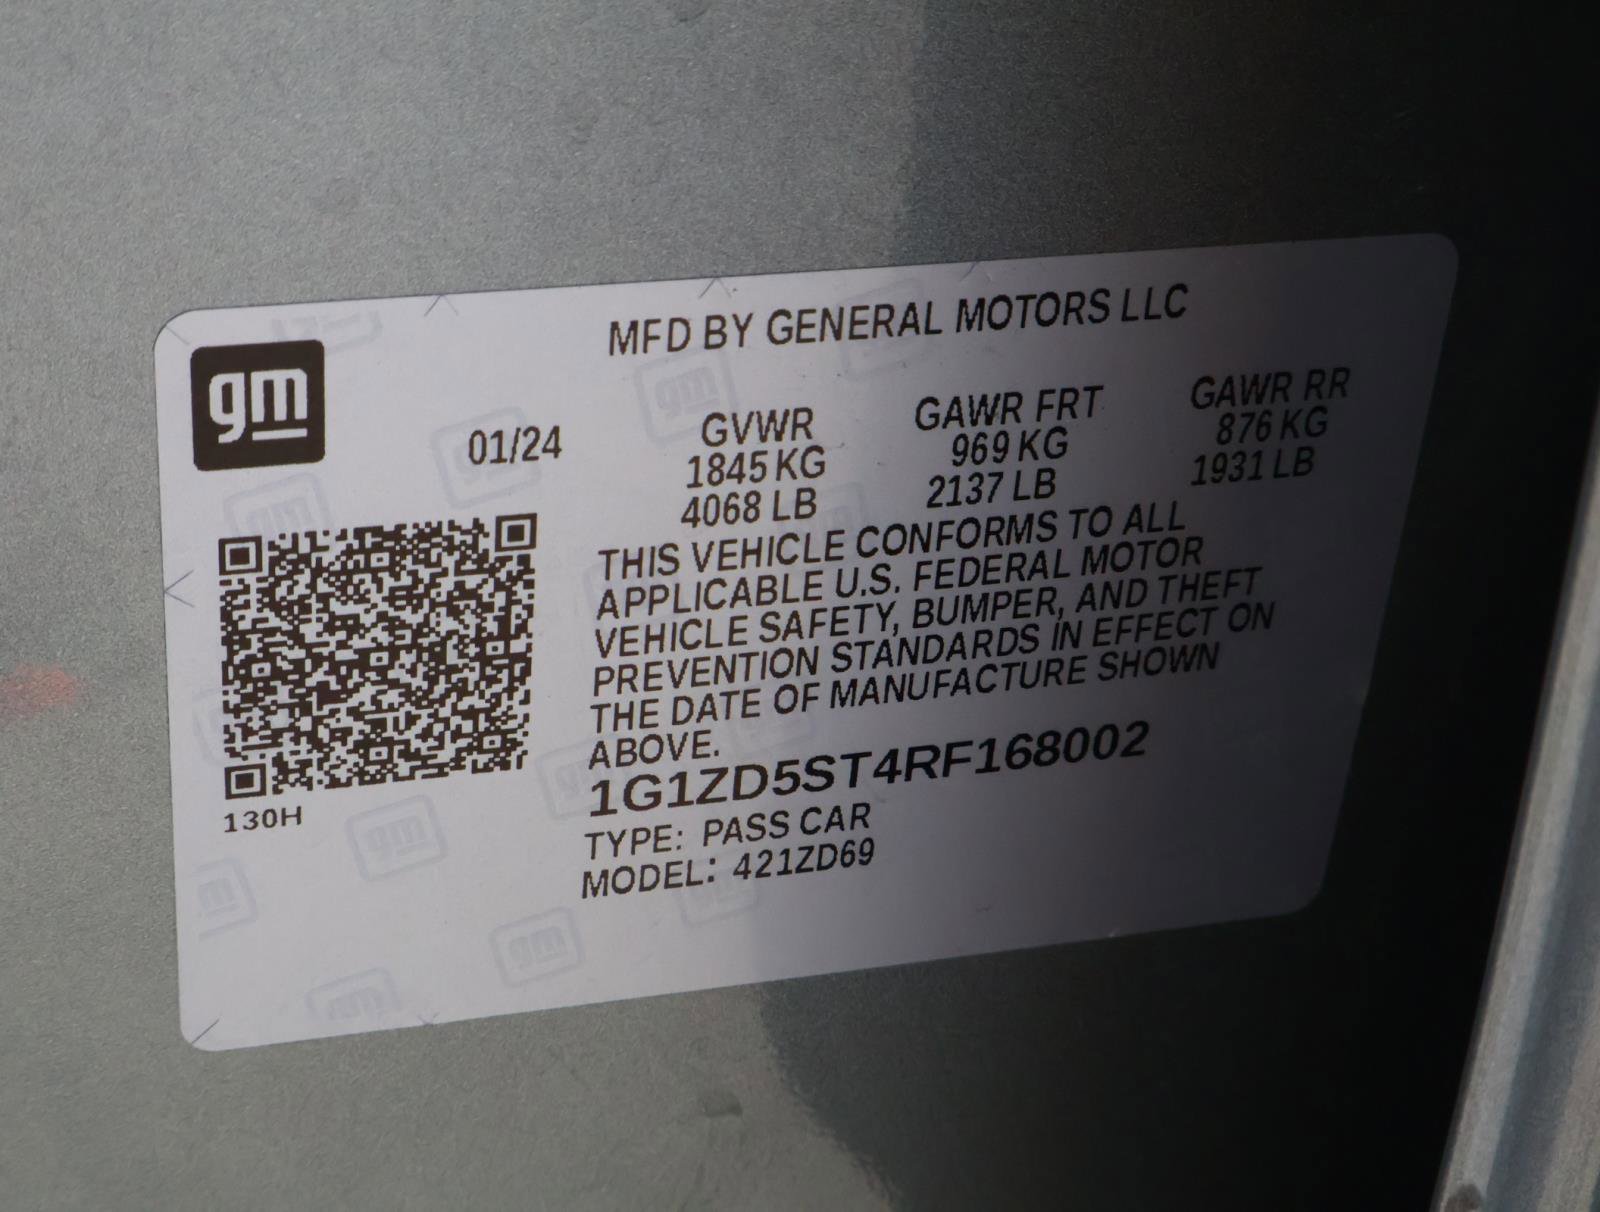 gm
MFD BY GENERAL MOTORS LLC
01/24
GVWR
1845 KG
4068 LB
GAWR FRT
969 KG
2137 LB
GAWR RR
876 KG
1931 LB
THIS VEHICLE CONFORMS TO ALL
APPLICABLE U.S. FEDERAL MOTOR
VEHICLE SAFETY, BUMPER, AND THEFT
PREVENTION STANDARDS IN EFFECT ON
THE DATE OF MANUFACTURE SHOWN
ABOVE.
1G1ZD5ST4RF168002
TYPE: PASS CAR
MODEL: 421ZD69
130H